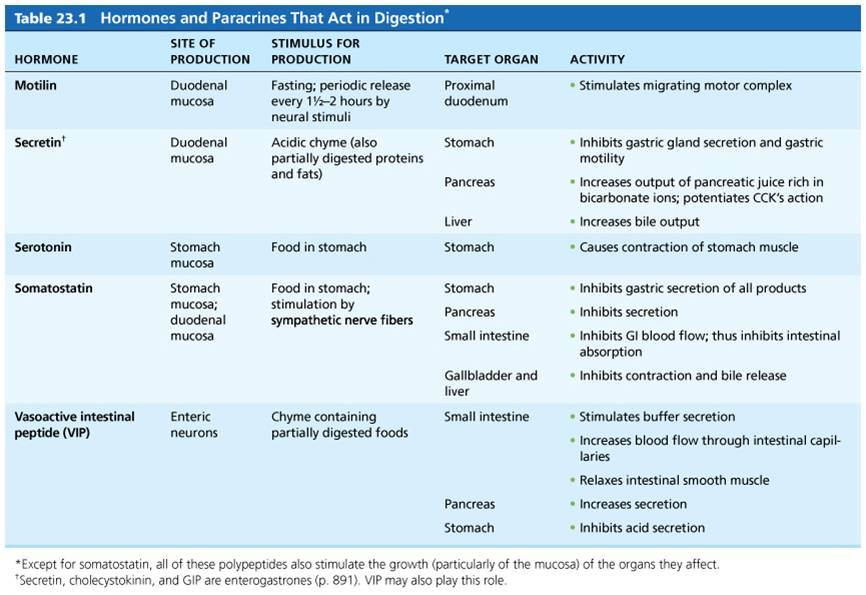 Table 23.1 Hormones and Paracrines That Act in Digestion*
HORMONE
SITE OF PRODUCTION
STIMULUS FOR PRODUCTION
TARGET ORGAN
ACTIVITY
Motilin
Duodenal
mucosa
Fasting; periodic release
every 1½–2 hours by
neural stimuli
Proximal
duodenum
• Stimulates migrating motor complex
Secretin†
Duodenal
mucosa
Acidic chyme (also
partially digested proteins
and fats)
Stomach
• Inhibits gastric gland secretion and gastric
motility
Pancreas
• Increases output of pancreatic juice rich in
bicarbonate ions; potentiates CCK's action
Liver
• Increases bile output
Serotonin
Stomach
mucosa
Food in stomach
Stomach
• Causes contraction of stomach muscle
Somatostatin
Stomach
mucosa;
duodenal
mucosa
Food in stomach;
stimulation by
sympathetic nerve fibers
Stomach
• Inhibits gastric secretion of all products
Pancreas
• Inhibits secretion
Small intestine
• Inhibits GI blood flow; thus inhibits intestinal
absorption
Gallbladder and
liver
• Inhibits contraction and bile release
Vasoactive intestinal
peptide (VIP)
Enteric
neurons
Chyme containing
partially digested foods
Small intestine
• Stimulates buffer secretion
• Increases blood flow through intestinal capil-
laries
• Relaxes intestinal smooth muscle
Pancreas
• Increases secretion
Stomach
• Inhibits acid secretion
*Except for somatostatin, all of these polypeptides also stimulate the growth (particularly of the mucosa) of the organs they affect.
†Secretin, cholecystokinin, and GIP are enterogastrones (p. 891). VIP may also play this role.